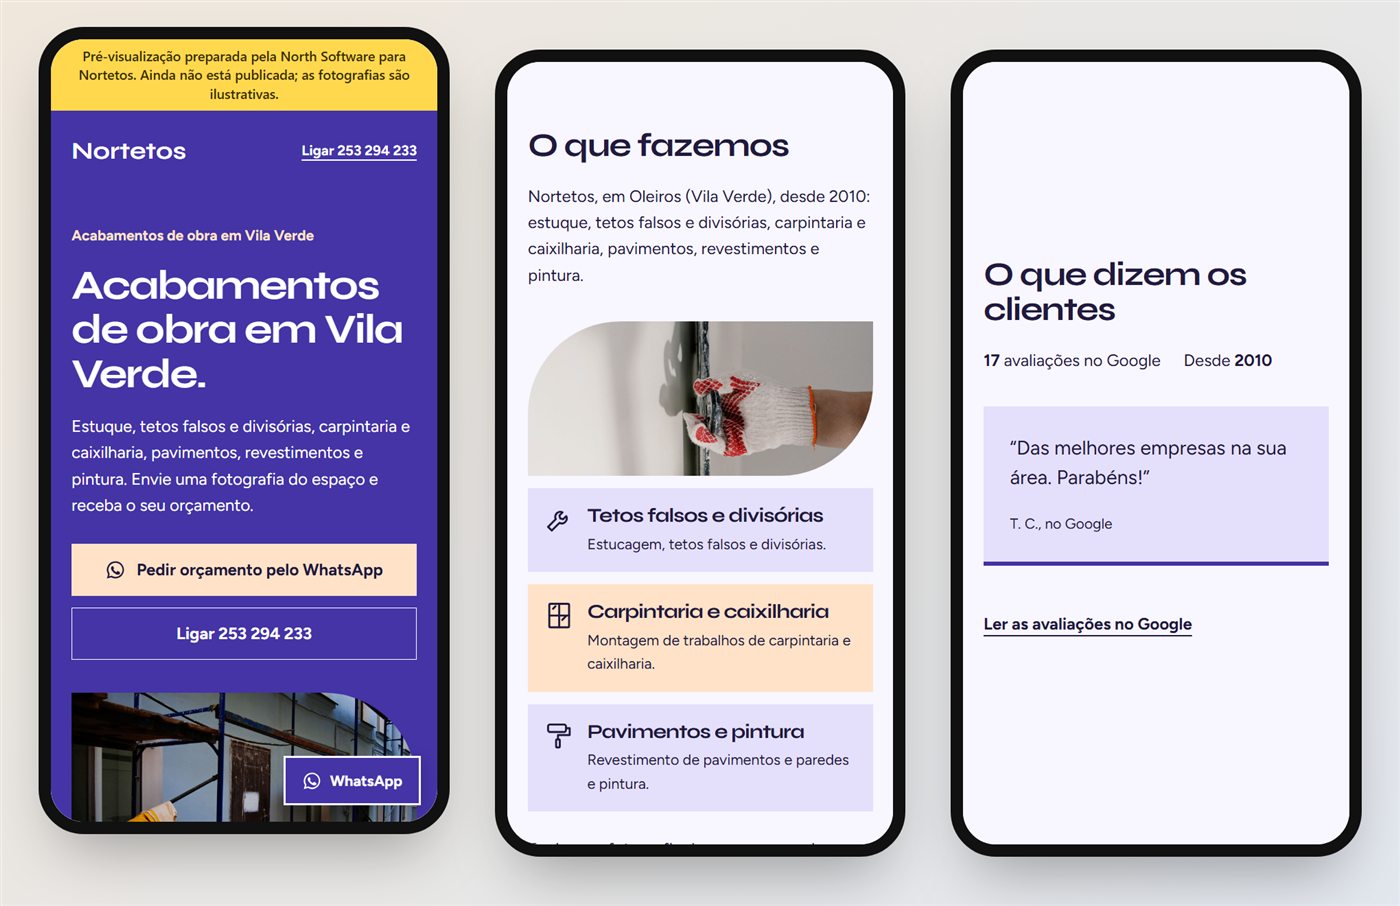 Pré-visualização preparada pela North Software para
Nortetos. Ainda não está publicada; as fotografias são
ilustrativas.
Nortetos
Ligar 253 294 233
Acabamentos de obra em Vila Verde
Acabamentos
de obra em Vila
Verde.
Estuque, tetos falsos e divisórias, carpintaria e
caixilharia, pavimentos, revestimentos e
pintura. Envie uma fotografia do espaço e
receba o seu orçamento.
Pedir orçamento pelo WhatsApp
Ligar 253 294 233
WhatsApp
O que fazemos
Nortetos, em Oleiros (Vila Verde), desde 2010:
estuque, tetos falsos e divisórias, carpintaria e
caixilharia, pavimentos, revestimentos e
pintura.
Tetos falsos e divisórias
Estucagem, tetos falsos e divisórias.
Carpintaria e caixilharia
Montagem de trabalhos de carpintaria e
caixilharia.
Pavimentos e pintura
Revestimento de pavimentos e paredes
e pintura.
O que dizem os
clientes
17 avaliações no Google
Desde 2010
“Das melhores empresas na sua
área. Parabéns!”
T. C., no Google
Ler as avaliações no Google